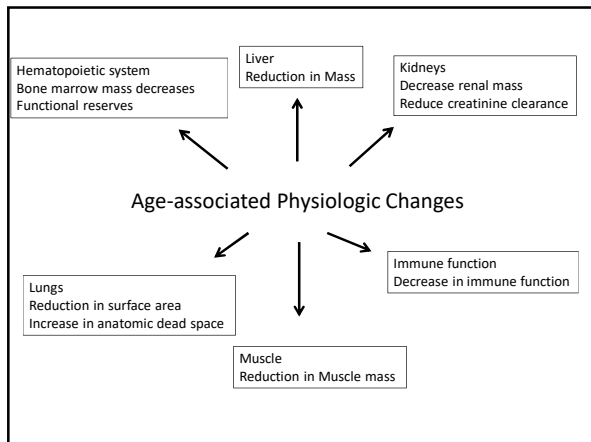 Hematopoietic system
Bone marrow mass decreases
Functional reserves
Liver
Reduction in Mass
Kidneys
Decrease renal mass
Reduce creatinine clearance
Age-associated Physiologic Changes
Lungs
Reduction in surface area
Increase in anatomic dead space
Muscle
Reduction in Muscle mass
Immune function
Decrease in immune function